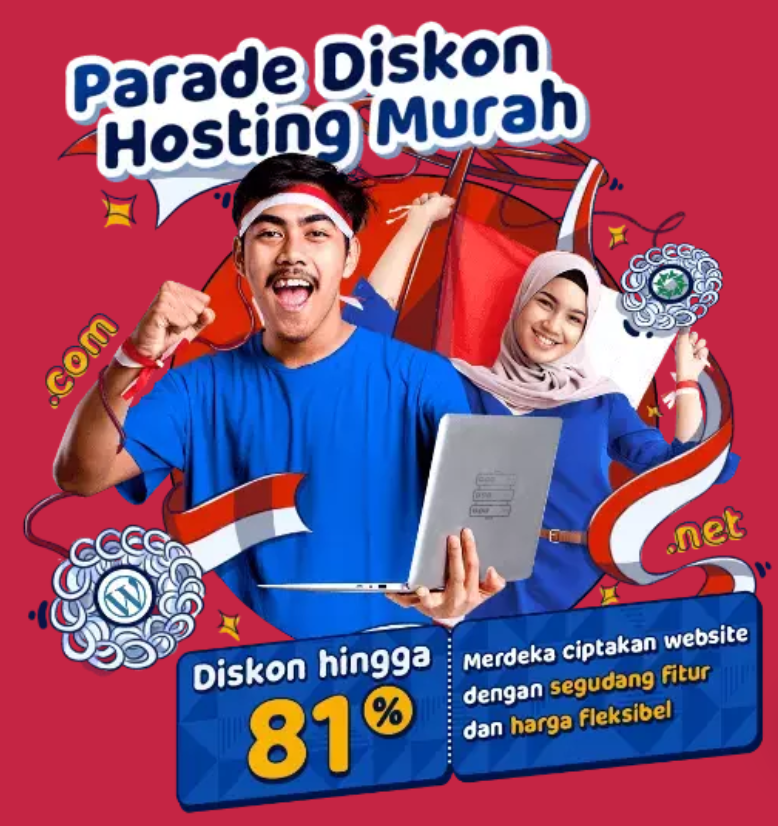 Parade Diskon
Hosting Murah
.com
.net
Diskon hingga
81%
Merdeka ciptakan website
dengan segudang fitur
dan harga fleksibel